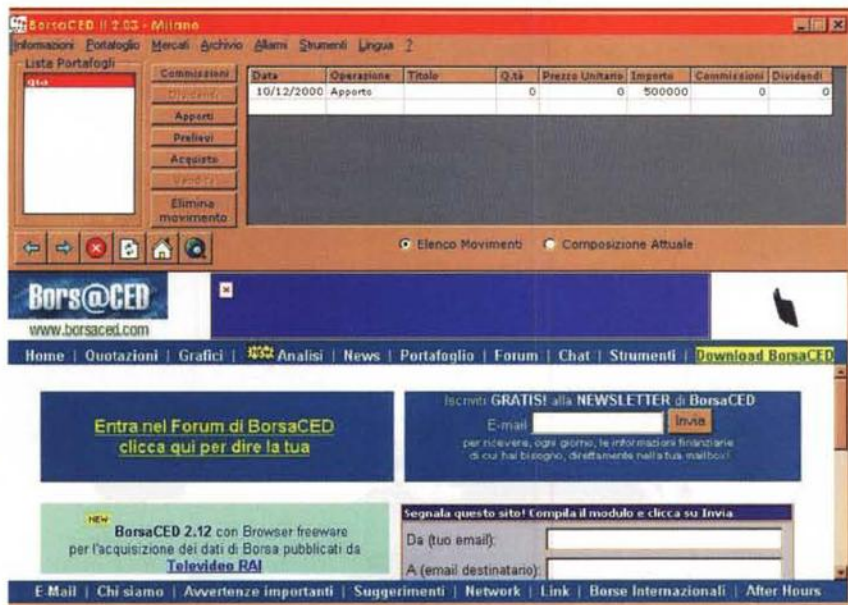 BorsaCED II 2.03 - Milano
Informazioni Portafoglio Mercati Archivio Allarmi Strumenti Lingua ?
Lista Portafogli
gia
Commissioni
Dividendi
Apporti
Prelievi
Acquisto
Vendita
Elimina
movimento
Data Operazione Titolo Q.tà Prezzo Unitario Importo Commissioni Dividendi
10/12/2000 Apporto 0 0 500000 0 0
Elenco Movimenti Composizione Attuale
Bors@CED
www.borsaced.com
Home | Quotazioni | Grafici | Analisi | News | Portafoglio | Forum | Chat | Strumenti | Download BorsaCED
Entra nel Forum di BorsaCED
clicca qui per dire la tua
Iscriviti GRATIS! alla NEWSLETTER di BorsaCED
E-mail Invia
per ricevere, ogni giorno, le informazioni finanziarie
di cui hai bisogno, direttamente nella tua mailbox!
NEW
BorsaCED 2.12 con Browser freeware
per l'acquisizione dei dati di Borsa pubblicati da
Televideo RAI
Segnala questo sito! Compila il modulo e clicca su Invia
Da (tuo email):
A (email destinatario):
E-Mail | Chi siamo | Avvertenze importanti | Suggerimenti | Network | Link | Borse Internazionali | After Hours